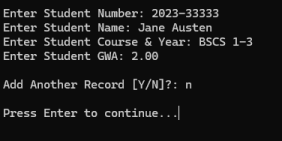 Enter Student Number: 2023-33333
Enter Student Name: Jane Austen
Enter Student Course & Year: BSCS 1-3
Enter Student GWA: 2.00
Add Another Record [Y/N]?: n
Press Enter to continue...